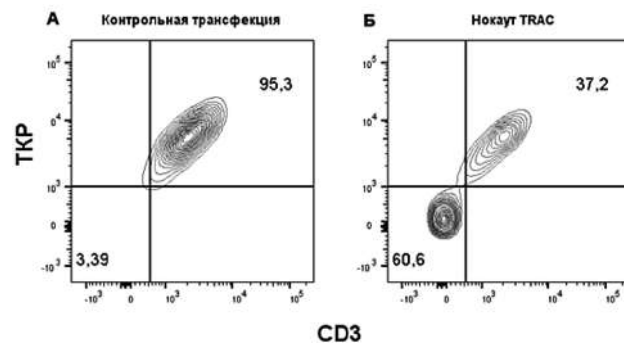 А Контрольная трансфекция
Б Нокаут TRAC
ТКР
10⁵
10⁴
10³
0
-10³
95,3
3,39
-10³ 0 10³ 10⁴ 10⁵
10⁵
10⁴
10³
0
-10³
37,2
60,6
-10³ 0 10³ 10⁴ 10⁵
CD3